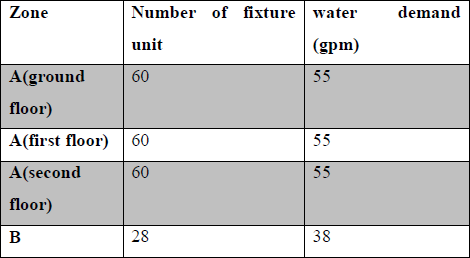 Zone Number of fixture water demand
unit (gpm)
A(ground 60 55
floor)
A(first floor) 60 55
A(second 60 55
floor)
B 28 38